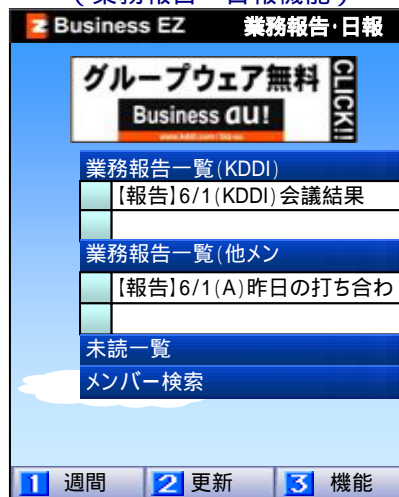 (業務報告・日報機能)
Business EZ 業務報告・日報
グループウェア無料
CLICK!!
Business au!
業務報告一覧(KDDI)
【報告】6/1(KDDI)会議結果
業務報告一覧(他メン
【報告】6/1(A)昨日の打ち合わ
未読一覧
メンバー検索
1 週間 2 更新 3 機能